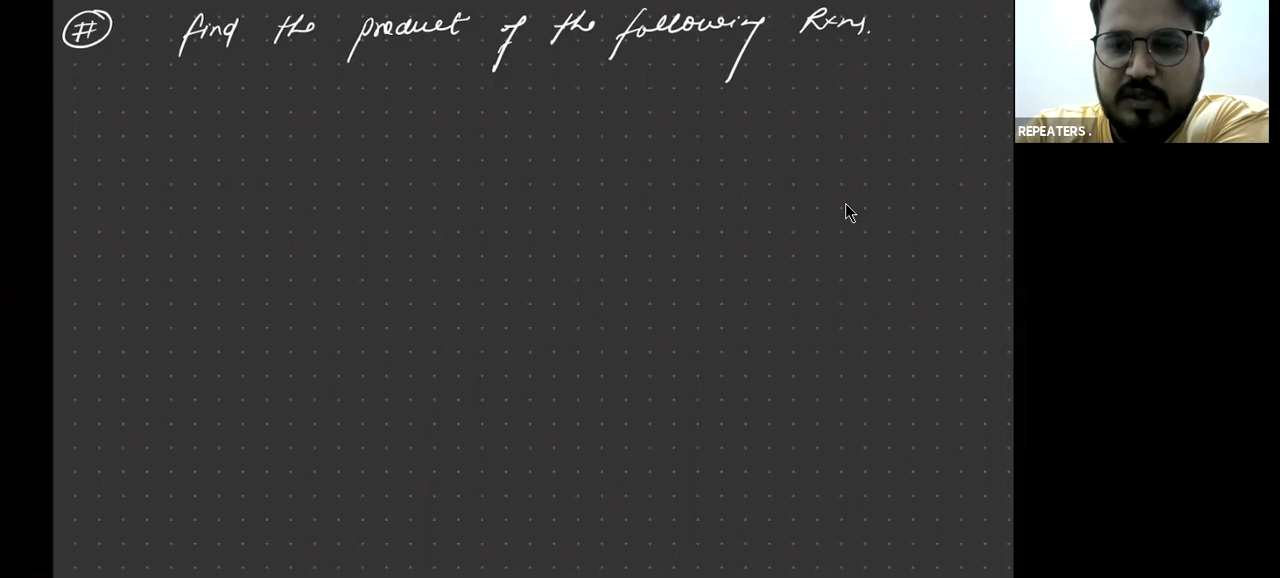 # find the product of the following Rxns.
REPEATERS.